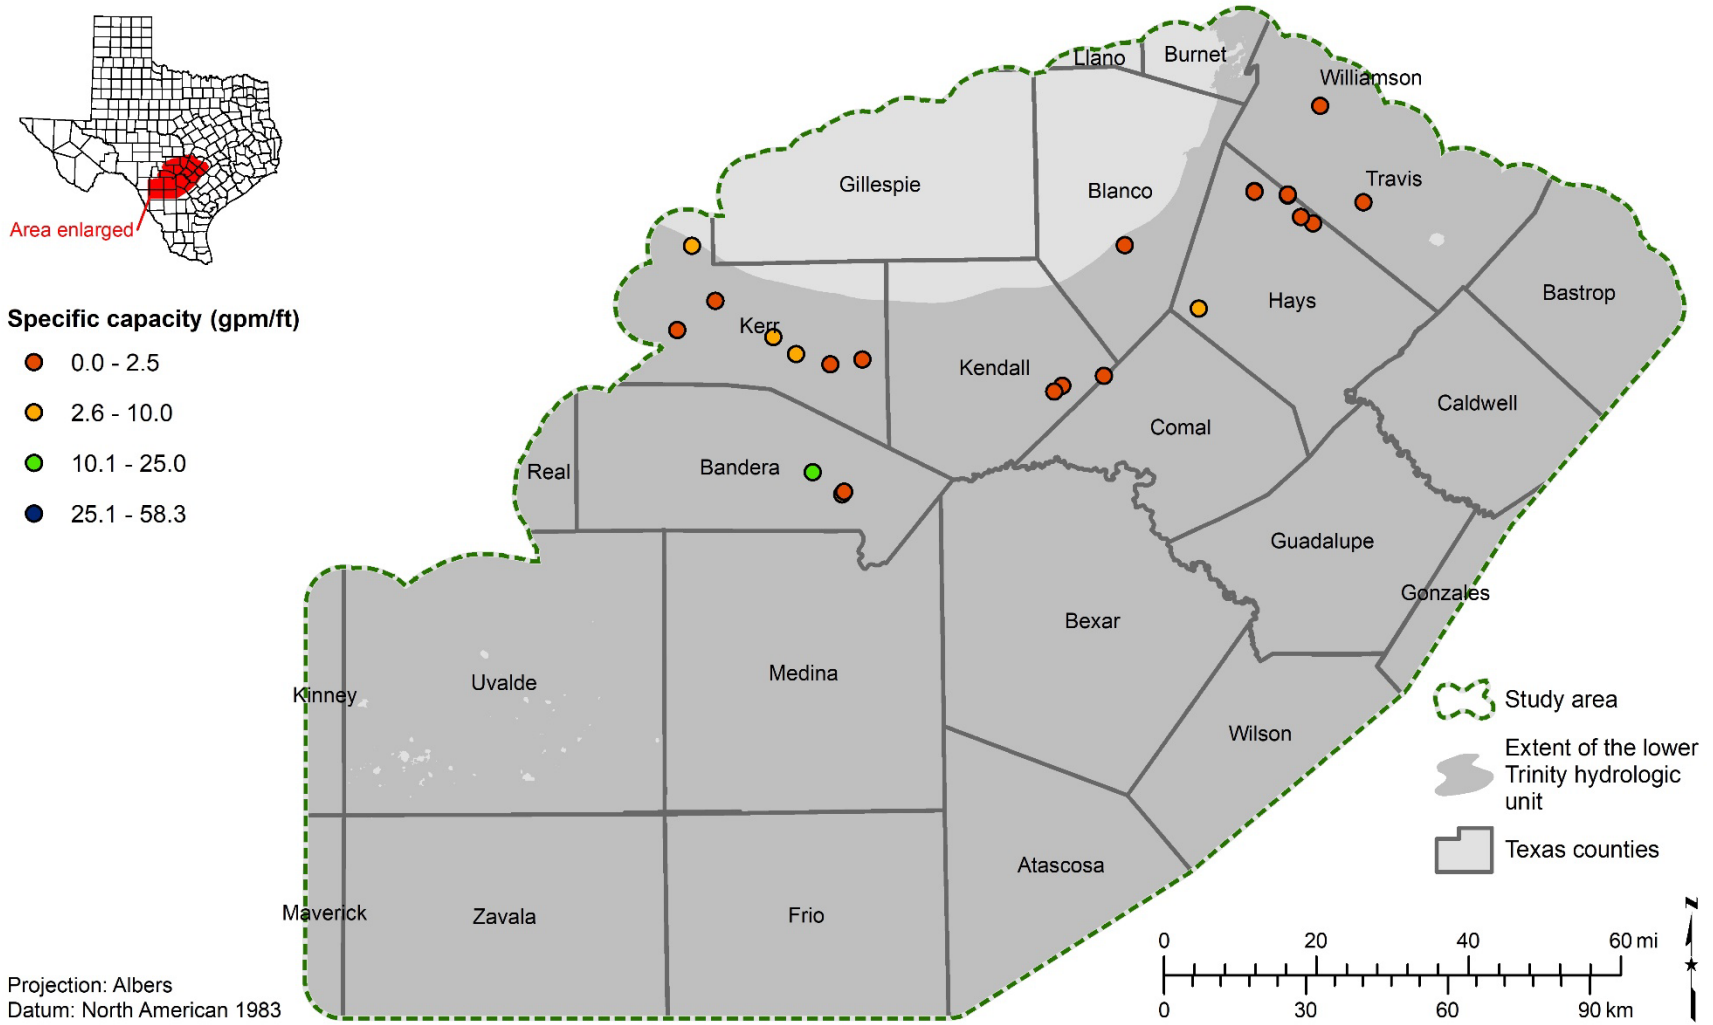 Area enlarged
Specific capacity (gpm/ft)
0.0 - 2.5
2.6 - 10.0
10.1 - 25.0
25.1 - 58.3
Llano
Burnet
Williamson
Gillespie
Blanco
Travis
Kerr
Hays
Bastrop
Kendall
Comal
Caldwell
Real
Bandera
Guadalupe
Gonzales
Bexar
Kinney
Uvalde
Medina
Wilson
Maverick
Zavala
Frio
Atascosa
Study area
Extent of the lower
Trinity hydrologic
unit
Texas counties
0 20 40 60 mi
0 30 60 90 km
N
Projection: Albers
Datum: North American 1983